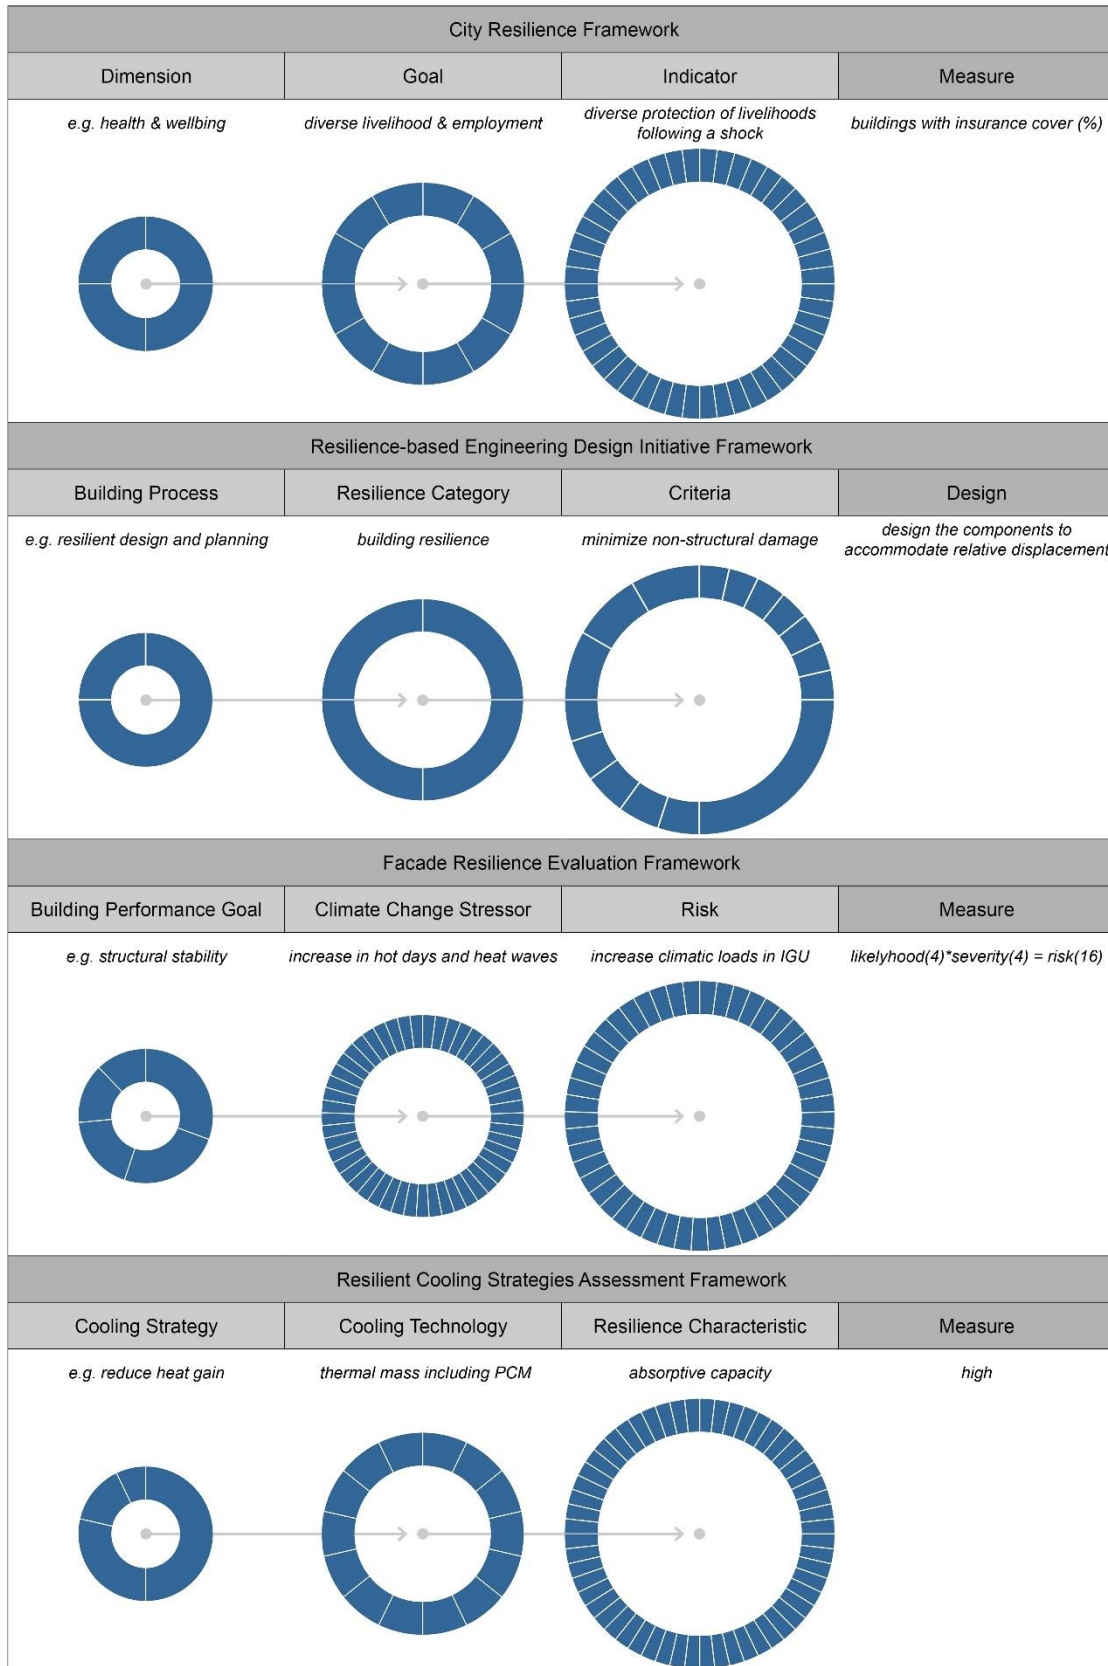 City Resilience Framework
Dimension
Goal
Indicator
Measure
e.g. health & wellbing
diverse livelihood & employment
diverse protection of livelihoods
following a shock
buildings with insurance cover (%)
Resilience-based Engineering Design Initiative Framework
Building Process
Resilience Category
Criteria
Design
e.g. resilient design and planning
building resilience
minimize non-structural damage
design the components to
accommodate relative displacement
Facade Resilience Evaluation Framework
Building Performance Goal
Climate Change Stressor
Risk
Measure
e.g. structural stability
increase in hot days and heat waves
increase climatic loads in IGU
likelyhood(4)*severity(4) = risk(16)
Resilient Cooling Strategies Assessment Framework
Cooling Strategy
Cooling Technology
Resilience Characteristic
Measure
e.g. reduce heat gain
thermal mass including PCM
absorptive capacity
high